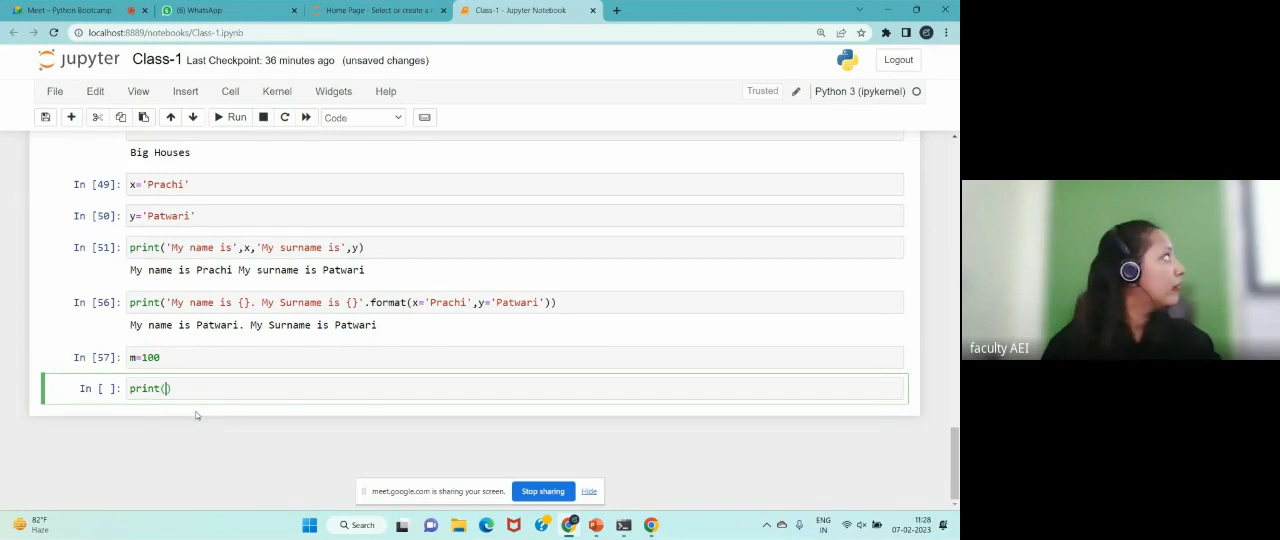 Meet - Python Bootcamp
(6) WhatsApp
Home Page - Select or create a
Class-1 - Jupyter Notebook
localhost:8889/notebooks/Class-1.ipynb
jupyter Class-1 Last Checkpoint: 36 minutes ago (unsaved changes)
Logout
File Edit View Insert Cell Kernel Widgets Help
Trusted
Python 3 (ipykernel)
Run
Code
Big Houses
In [49]: x='Prachi'
In [50]: y='Patwari'
In [51]: print('My name is',x,'My surname is',y)
My name is Prachi My surname is Patwari
In [56]: print('My name is {}. My Surname is {}'.format(x='Prachi',y='Patwari'))
My name is Patwari. My Surname is Patwari
In [57]: m=100
In [ ]: print()
faculty AEI
meet.google.com is sharing your screen.
Stop sharing
Hide
82°F
Haze
Search
ENG
IN
11:28
07-02-2023